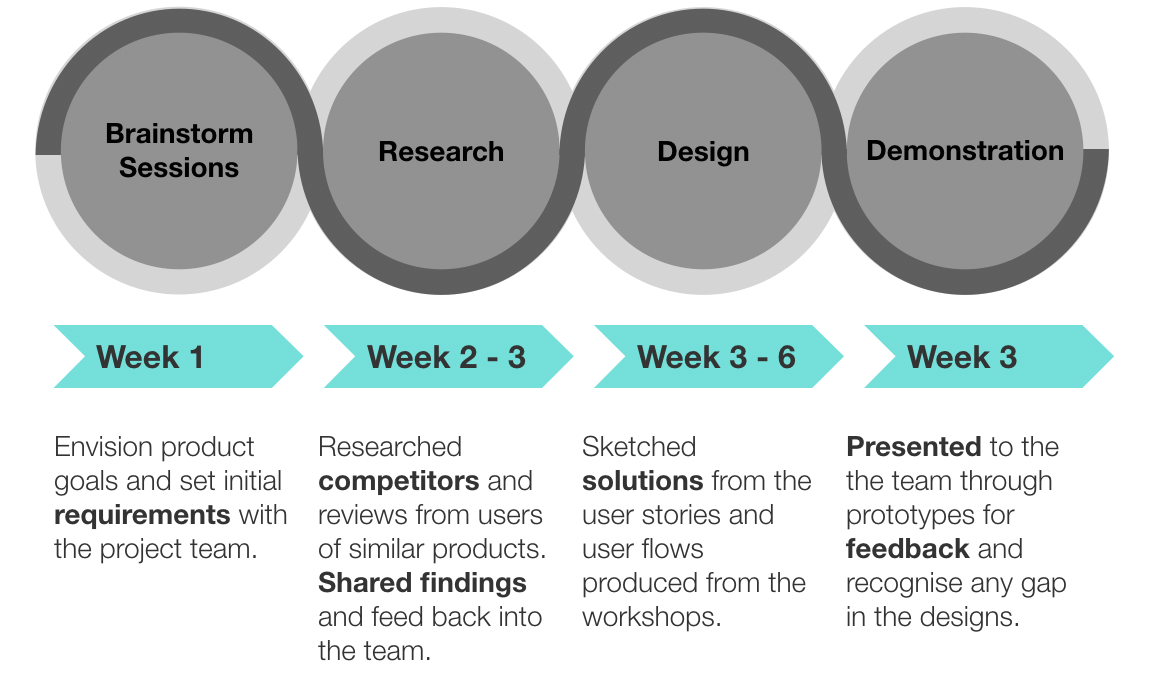 Brainstorm
Sessions
Research
Design
Demonstration
Week 1
Week 2 - 3
Week 3 - 6
Week 3
Envision product
goals and set initial
requirements with
the project team.
Researched
competitors and
reviews from users
of similar products.
Shared findings
and feed back into
the team.
Sketched
solutions from the
user stories and
user flows
produced from the
workshops.
Presented to the
the team through
prototypes for
feedback and
recognise any gap
in the designs.